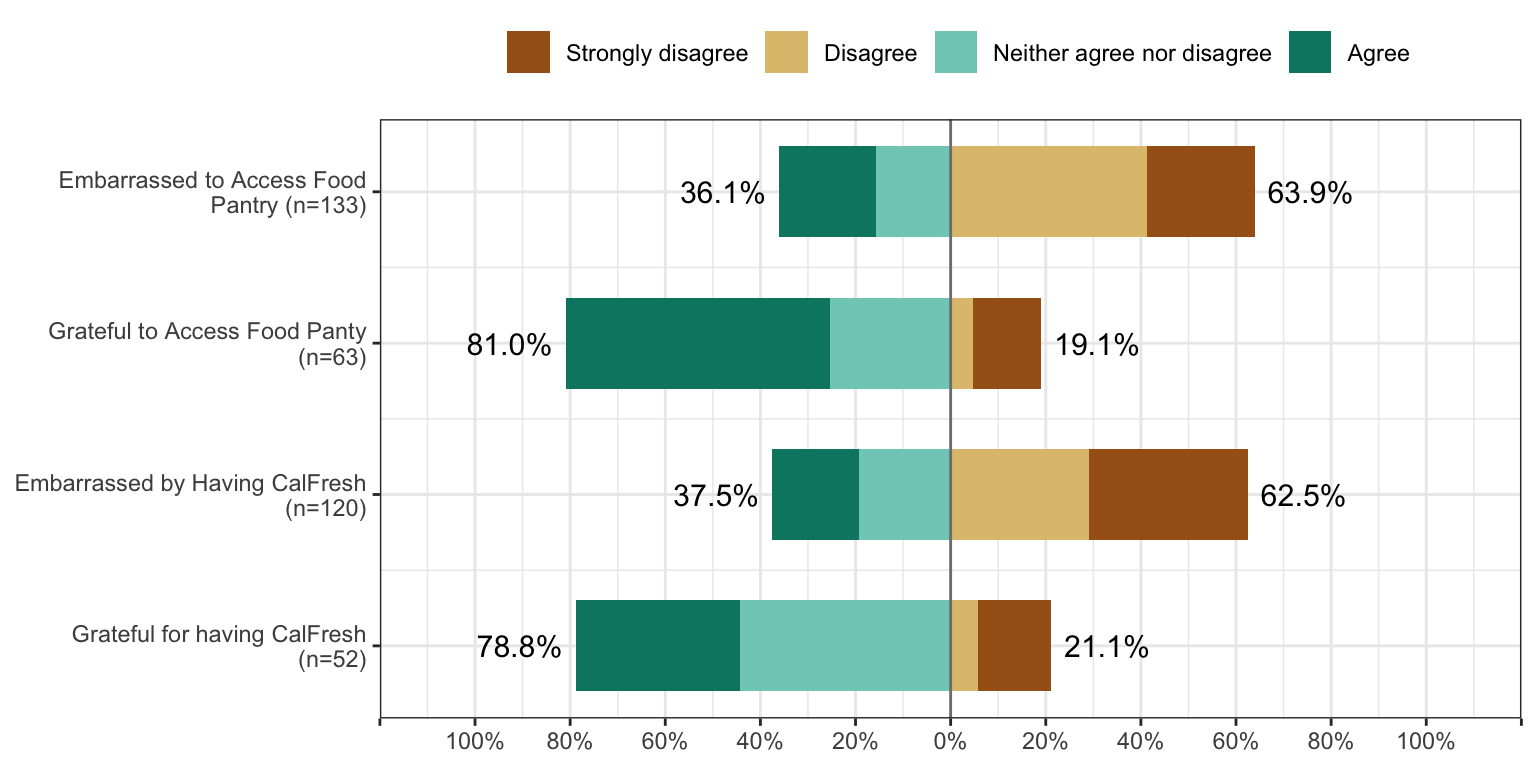 Strongly disagree Disagree Neither agree nor disagree Agree
Embarrassed to Access Food
Pantry (n=133)
36.1% 63.9%
Grateful to Access Food Panty
(n=63)
81.0% 19.1%
Embarrassed by Having CalFresh
(n=120)
37.5% 62.5%
Grateful for having CalFresh
(n=52)
78.8% 21.1%
100% 80% 60% 40% 20% 0% 20% 40% 60% 80% 100%